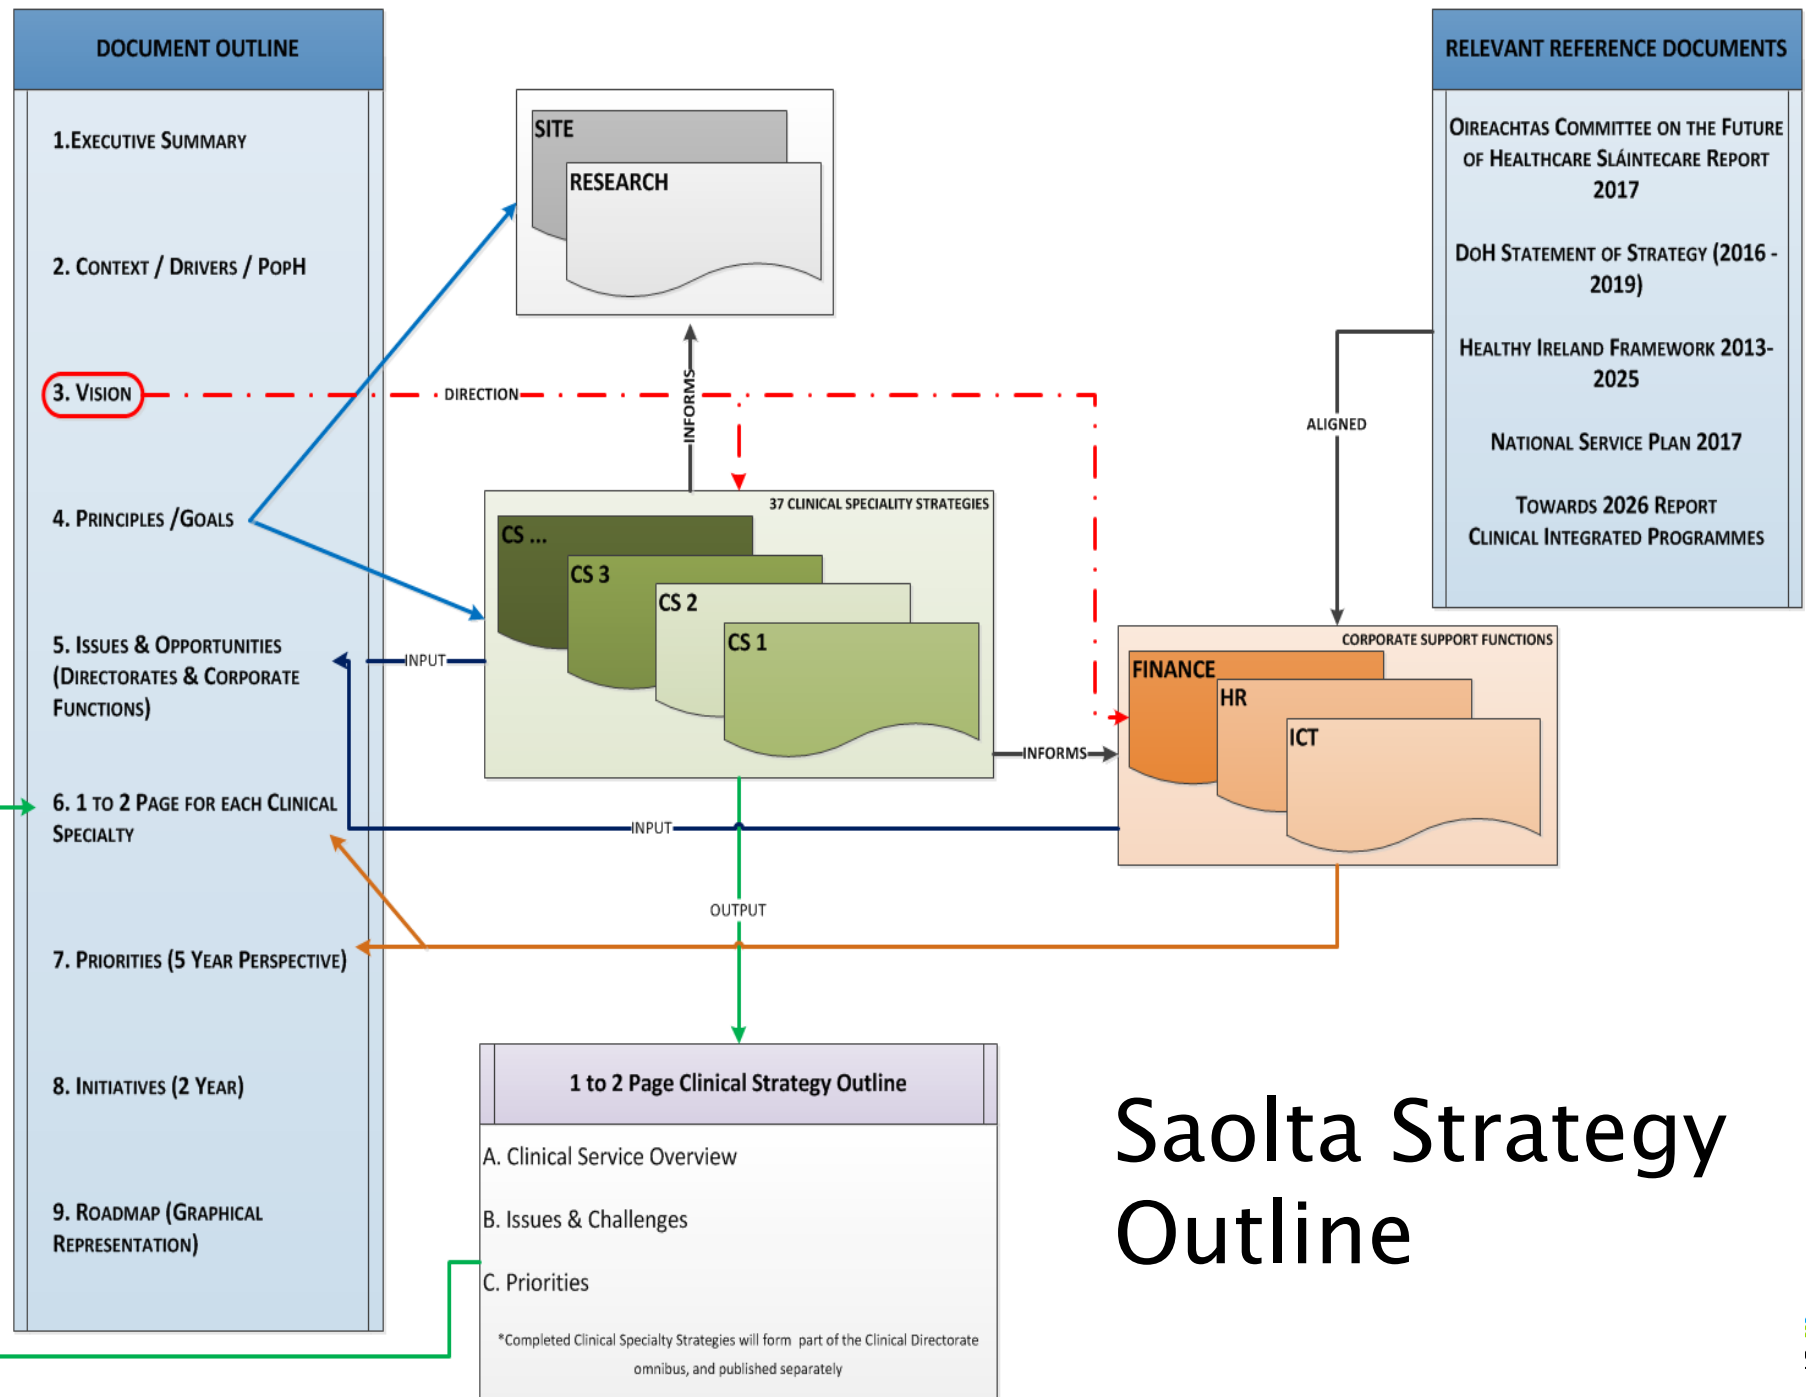 DOCUMENT OUTLINE
1.EXECUTIVE SUMMARY
2. CONTEXT / DRIVERS / POPH
3. VISION
4. PRINCIPLES /GOALS
5. ISSUES & OPPORTUNITIES
(DIRECTORATES & CORPORATE
FUNCTIONS)
6. 1 TO 2 PAGE FOR EACH CLINICAL
SPECIALTY
7. PRIORITIES (5 YEAR PERSPECTIVE)
8. INITIATIVES (2 YEAR)
9. ROADMAP (GRAPHICAL
REPRESENTATION)
SITE
RESEARCH
DIRECTION
INFORMS
37 CLINICAL SPECIALITY STRATEGIES
CS ...
CS 3
CS 2
CS 1
INPUT
INFORMS
INPUT
OUTPUT
RELEVANT REFERENCE DOCUMENTS
OIREACHTAS COMMITTEE ON THE FUTURE
OF HEALTHCARE SLÁINTECARE REPORT
2017
DOH STATEMENT OF STRATEGY (2016 -
2019)
HEALTHY IRELAND FRAMEWORK 2013-
2025
NATIONAL SERVICE PLAN 2017
TOWARDS 2026 REPORT
CLINICAL INTEGRATED PROGRAMMES
ALIGNED
CORPORATE SUPPORT FUNCTIONS
FINANCE
HR
ICT
1 to 2 Page Clinical Strategy Outline
A. Clinical Service Overview
B. Issues & Challenges
C. Priorities
*Completed Clinical Specialty Strategies will form part of the Clinical Directorate
omnibus, and published separately
Saolta Strategy
Outline